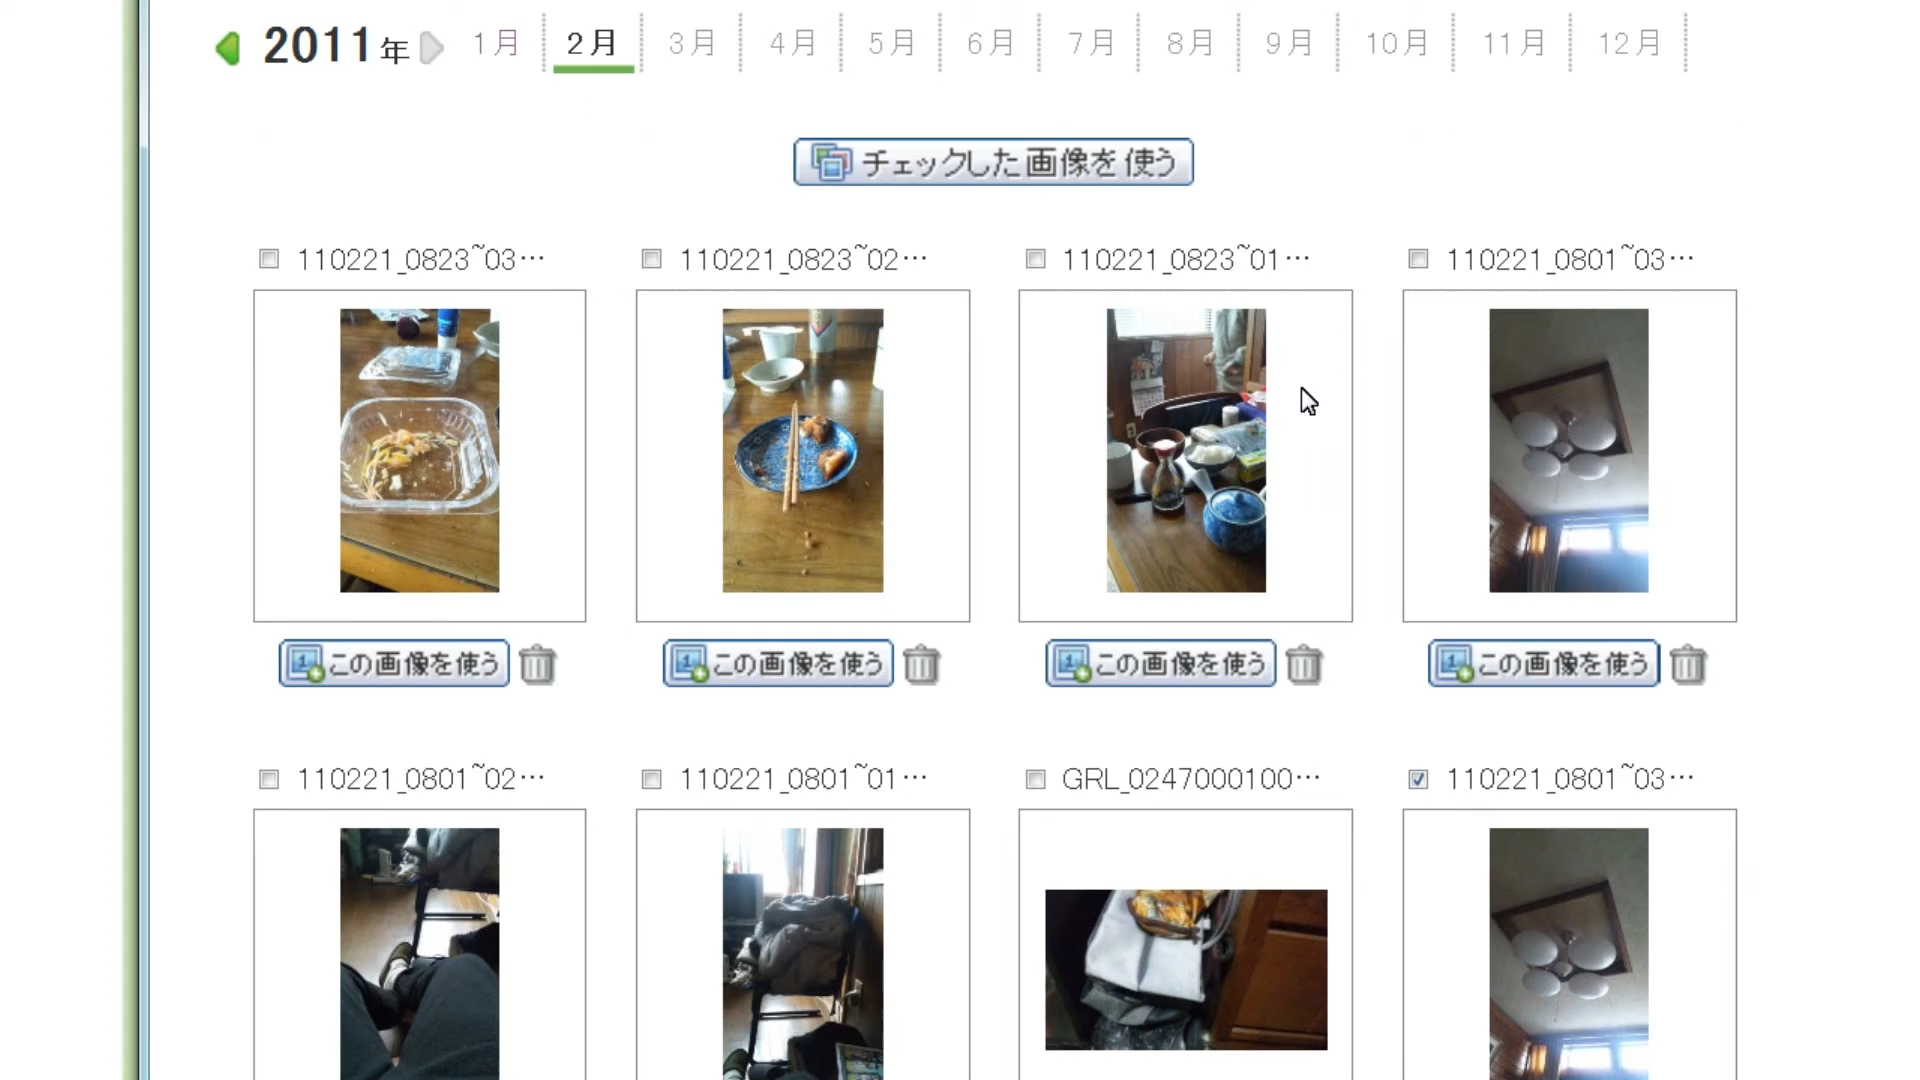 2011年 1月 2月 3月 4月 5月 6月 7月 8月 9月 10月 11月 12月
チェックした画像を使う
110221_0823~03… 110221_0823~02… 110221_0823~01… 110221_0801~03…
この画像を使う この画像を使う この画像を使う この画像を使う
110221_0801~02… 110221_0801~01… GRL_0247000100… 110221_0801~03…